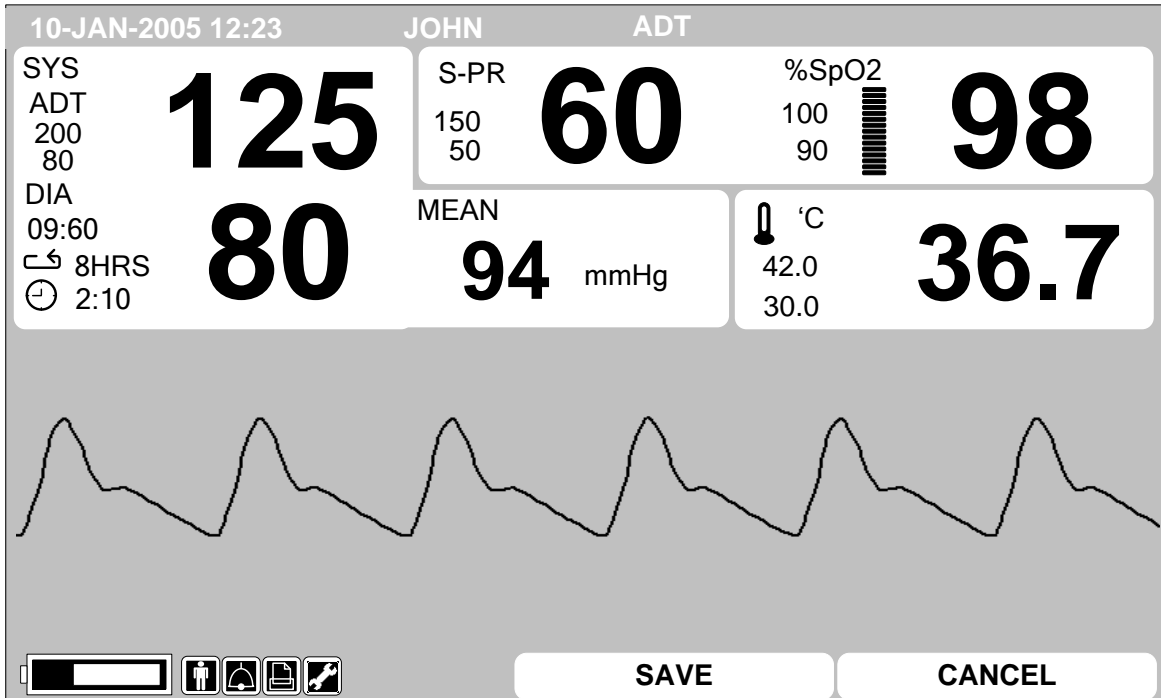 10-JAN-2005 12:23 JOHN ADT
SYS
ADT
200
80
125
S-PR
150
50
60
%SpO2
100
90
98
DIA
09:60
8HRS
2:10
80
MEAN
94 mmHg
‘C
42.0
30.0
36.7
SAVE CANCEL